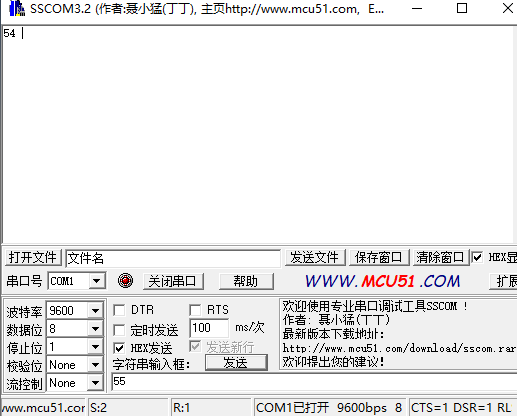 SSCOM3.2 (作者:聂小猛(丁丁), 主页http://www.mcu51.com, E...
54
打开文件 文件名 发送文件 保存窗口 清除窗口 HEX显
串口号 COM1 关闭串口 帮助 WWW.MCU51.COM 扩展
波特率 9600 DTR RTS
数据位 8 定时发送 100 ms/次
停止位 1 HEX发送 发送新行
校验位 None 字符串输入框: 发送
流控制 None 55
欢迎使用专业串口调试工具SSCOM !
作者: 聂小猛(丁丁)
最新版本下载地址:
http://www.mcu51.com/download/sscom.rar
欢迎提出您的建议!
www.mcu51.cor S:2 R:1 COM1已打开 9600bps 8 CTS=1 DSR=1 RL